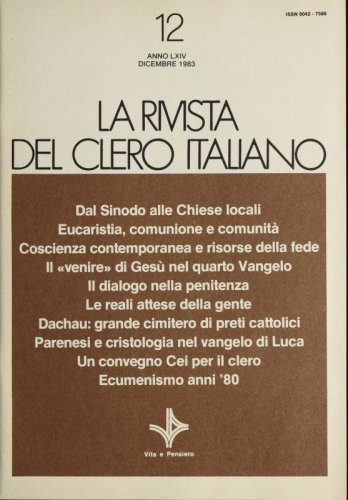 12
ISSN 0042 - 7586
ANNO LXIV
DICEMBRE 1983
LA RIVISTA
DEL CLERO ITALIANO
Dal Sinodo alle Chiese locali
Eucaristia, comunione e comunità
Coscienza contemporanea e risorse della fede
Il «venire» di Gesù nel quarto Vangelo
Il dialogo nella penitenza
Le reali attese della gente
Dachau: grande cimitero di preti cattolici
Parenesi e cristologia nel vangelo di Luca
Un convegno Cei per il clero
Ecumenismo anni '80
Vita e Pensiero